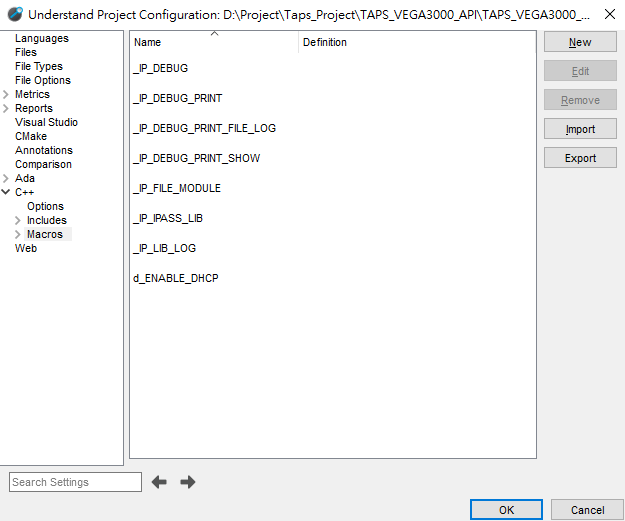 Understand Project Configuration: D:\Project\Taps_Project\TAPS_VEGA3000_API\TAPS_VEGA3000_...
Languages
Files
File Types
File Options
Metrics
Reports
Visual Studio
CMake
Annotations
Comparison
Ada
C++
Options
Includes
Macros
Web
Name Definition
_IP_DEBUG
_IP_DEBUG_PRINT
_IP_DEBUG_PRINT_FILE_LOG
_IP_DEBUG_PRINT_SHOW
_IP_FILE_MODULE
_IP_IPASS_LIB
_IP_LIB_LOG
d_ENABLE_DHCP
New
Edit
Remove
Import
Export
Search Settings
OK Cancel